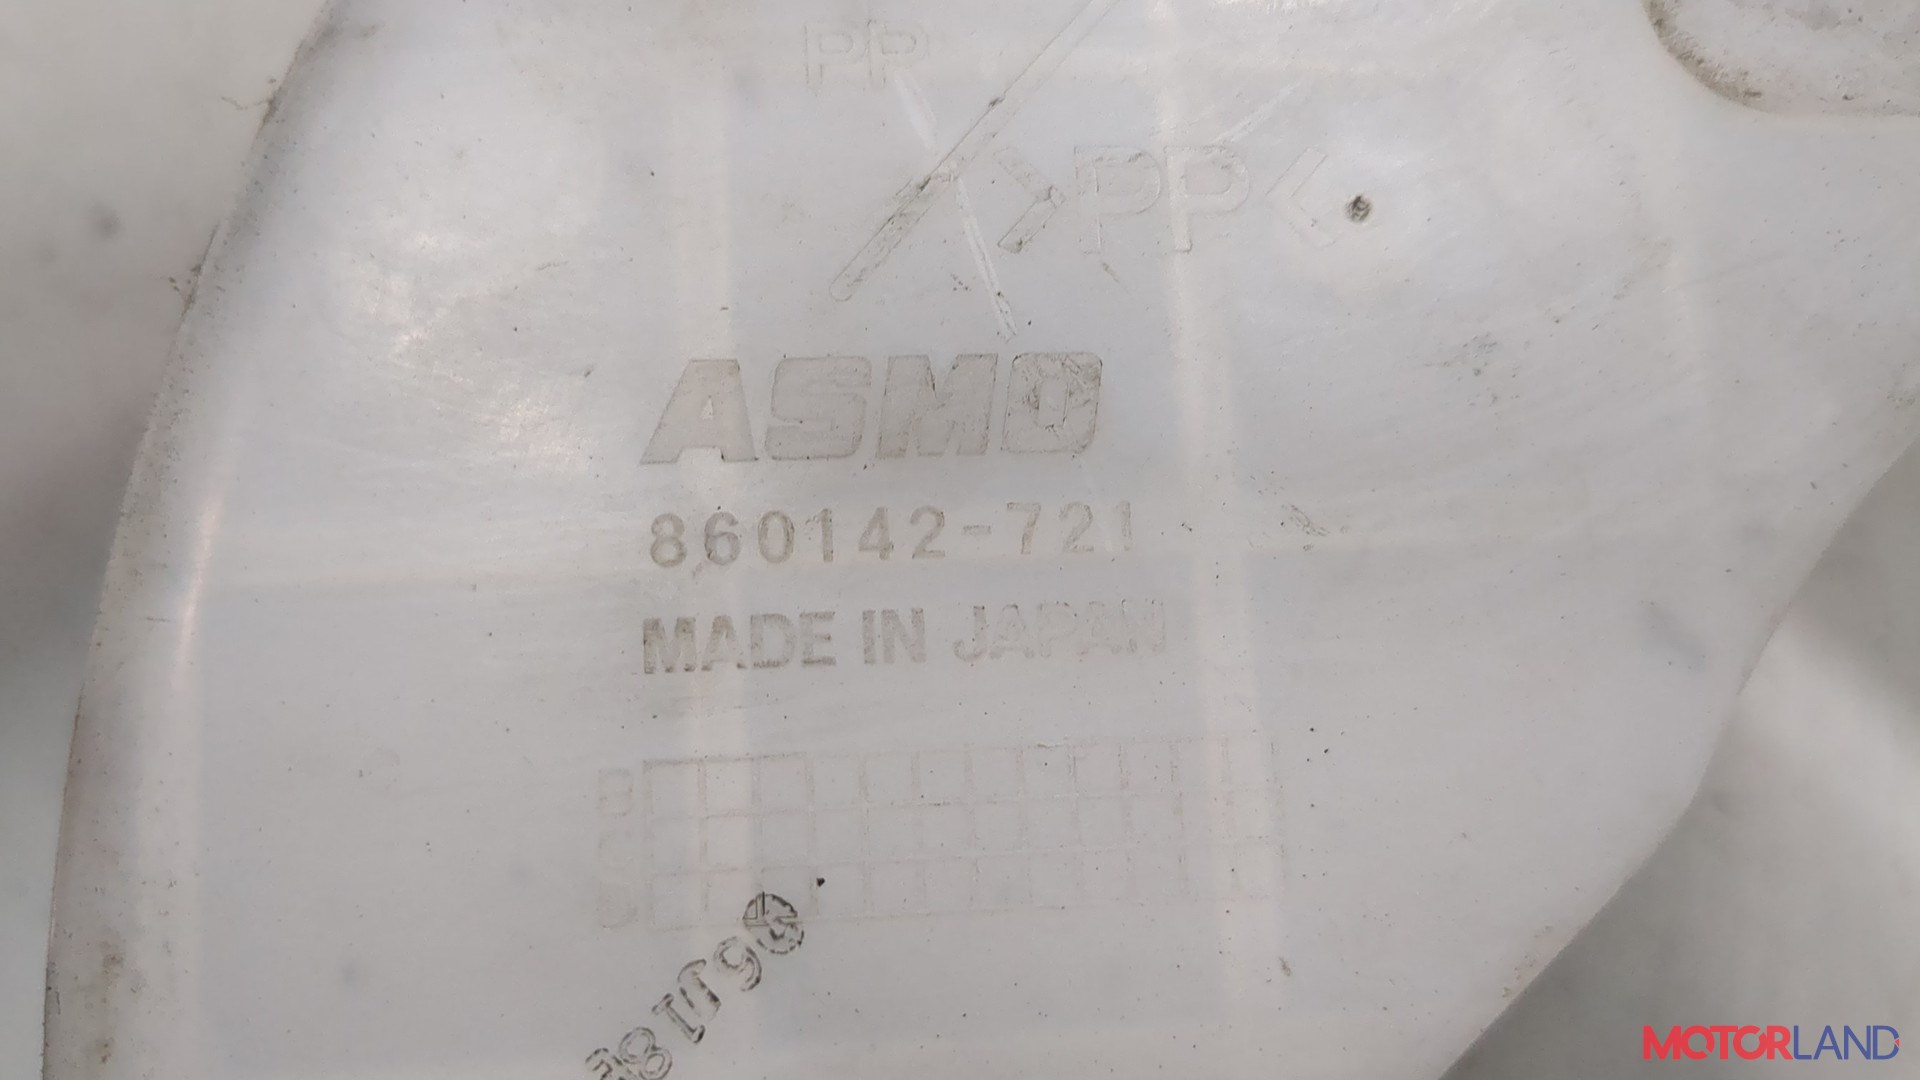 PP
>PP<
ASMO
860142-721
MADE IN JAPAN
MOTORLAND